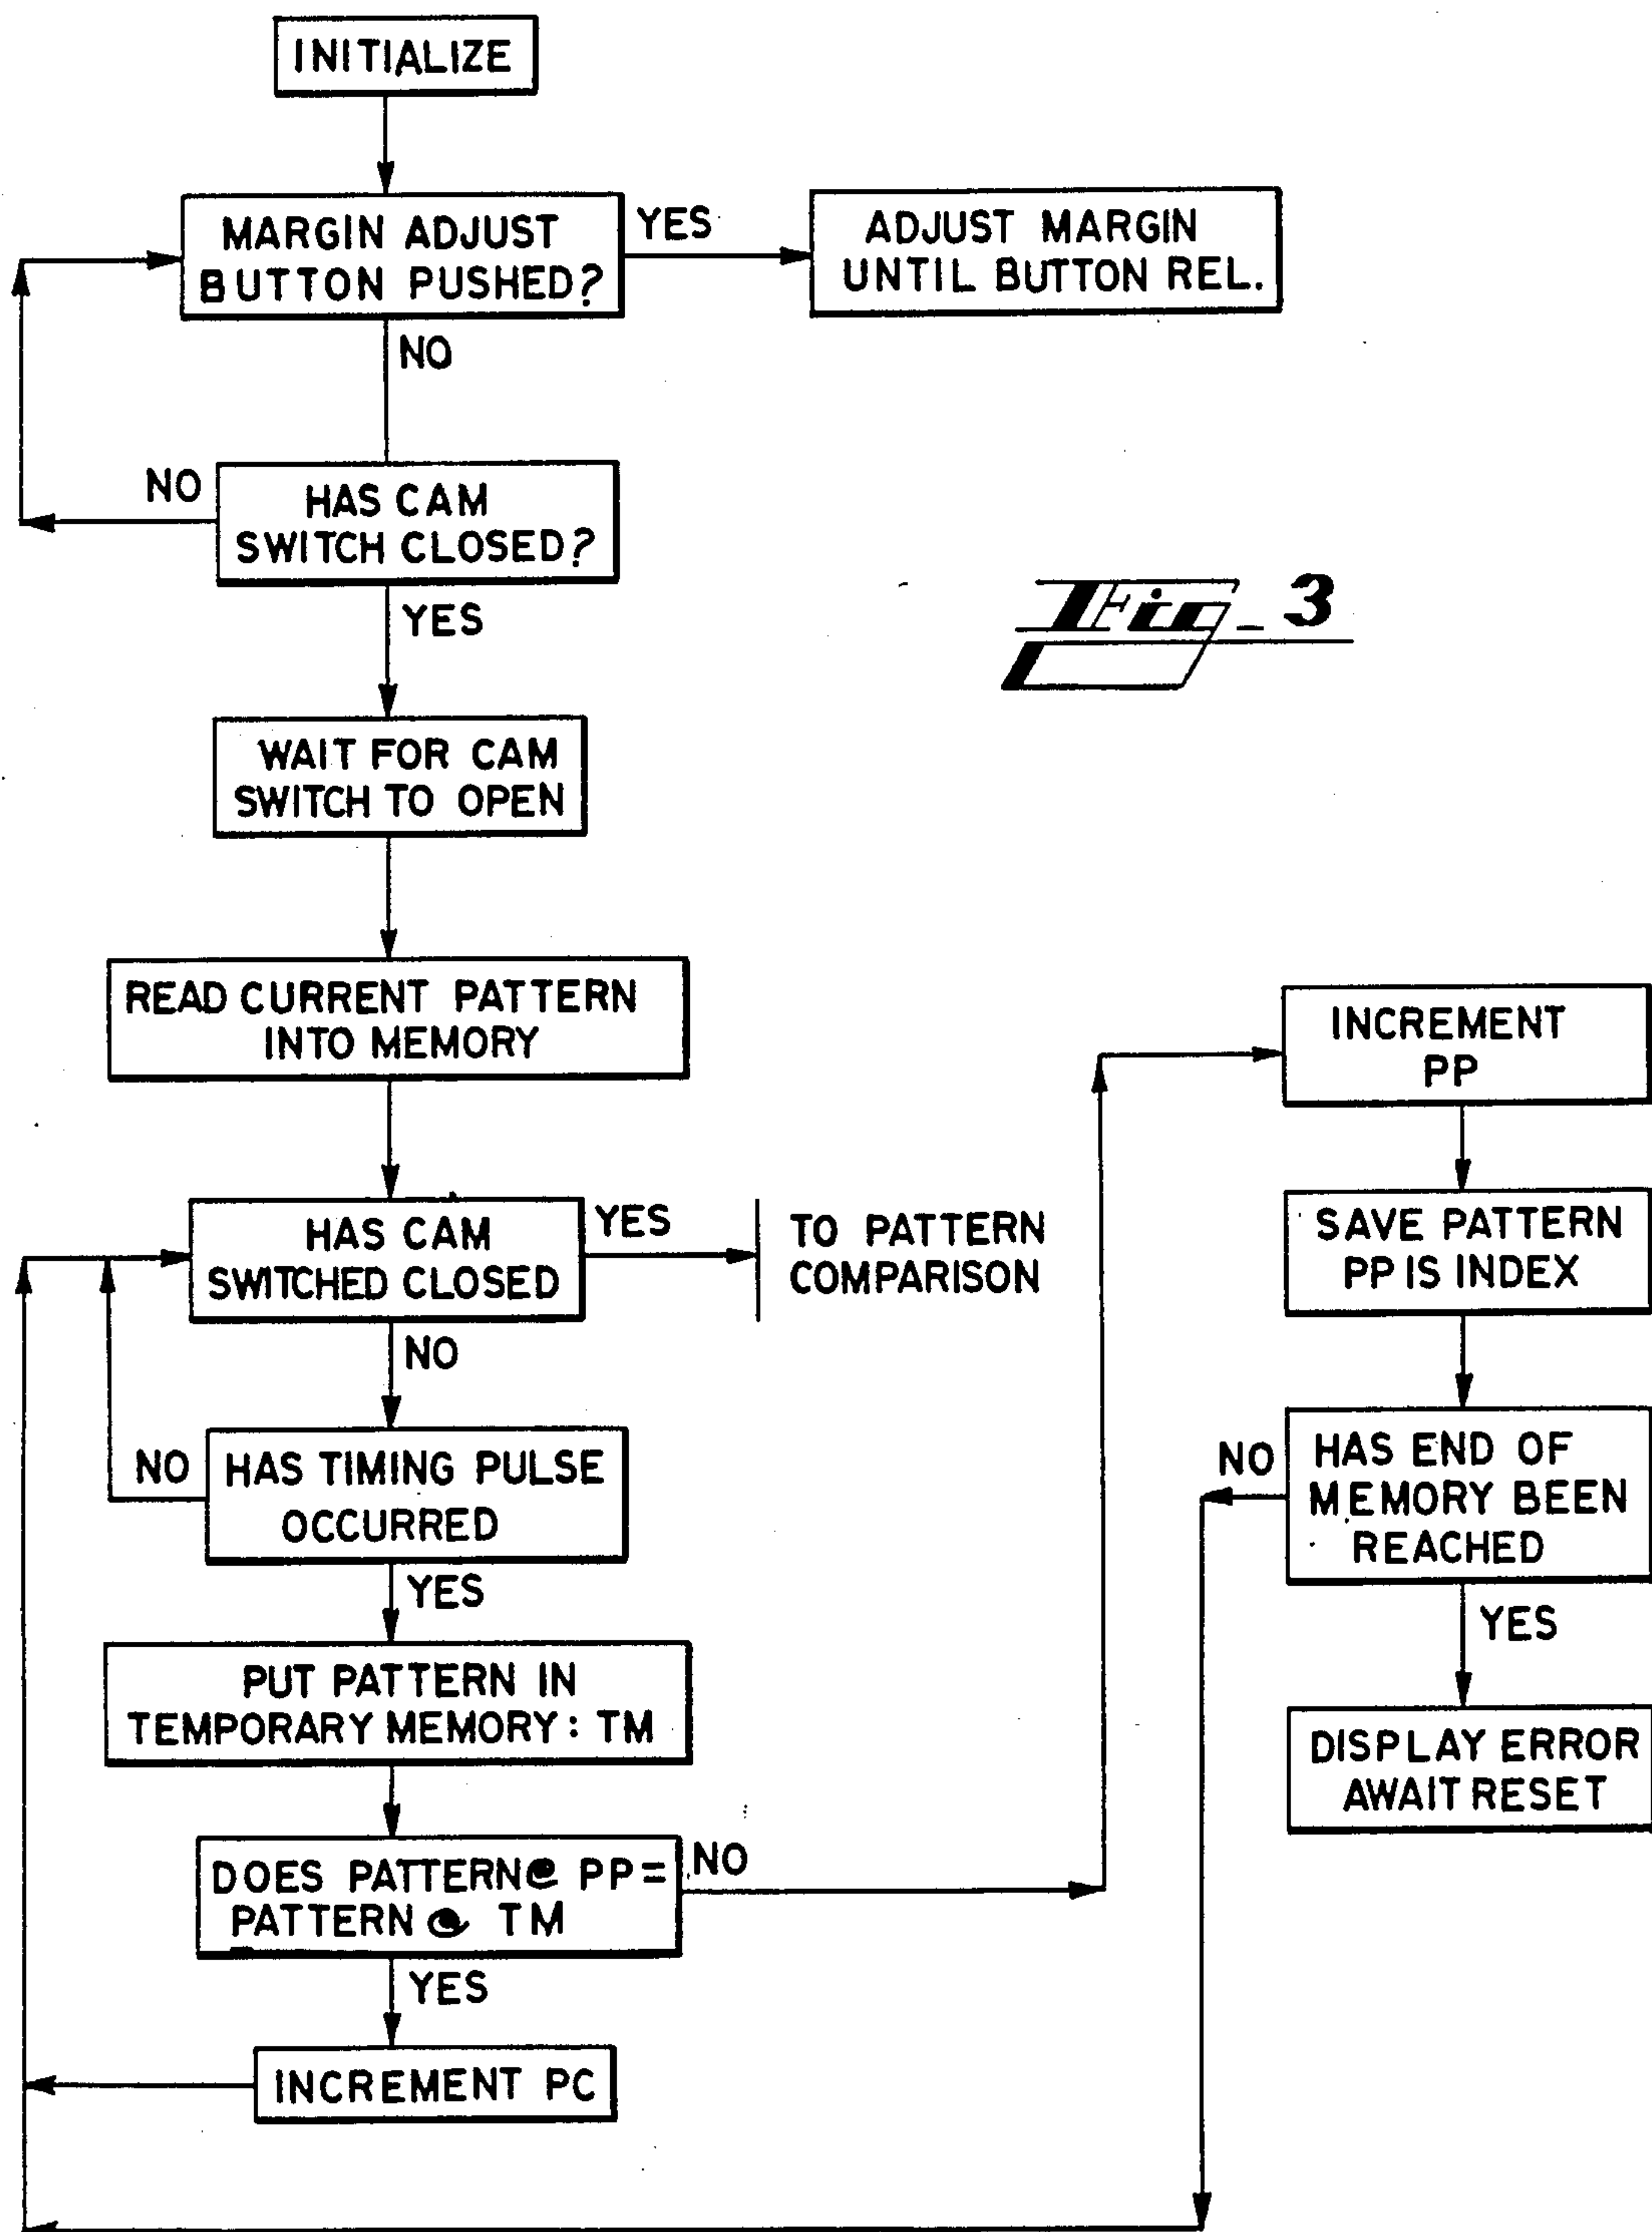 INITIALIZE
MARGIN ADJUST
BUTTON PUSHED?
YES
ADJUST MARGIN
UNTIL BUTTON REL.
NO
NO
HAS CAM
SWITCH CLOSED?
YES
Fig_3
WAIT FOR CAM
SWITCH TO OPEN
READ CURRENT PATTERN
INTO MEMORY
HAS CAM
SWITCHED CLOSED
YES
TO PATTERN
COMPARISON
NO
NO
HAS TIMING PULSE
OCCURRED
YES
PUT PATTERN IN
TEMPORARY MEMORY: TM
DOES PATTERN@ PP=
PATTERN@ TM
NO
YES
INCREMENT PC
INCREMENT
PP
SAVE PATTERN
PP IS INDEX
NO
HAS END OF
MEMORY BEEN
REACHED
YES
DISPLAY ERROR
AWAIT RESET